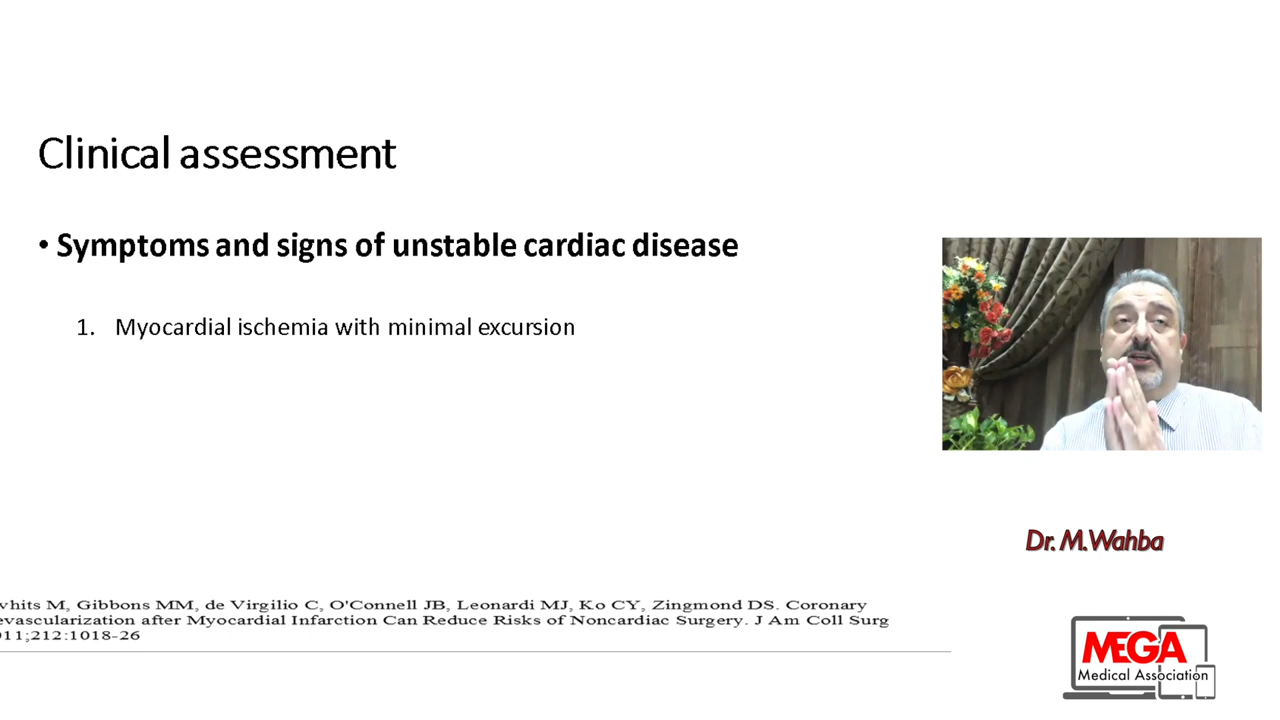 Clinical assessment
• Symptoms and signs of unstable cardiac disease
1. Myocardial ischemia with minimal excursion
whits M, Gibbons MM, de Virgilio C, O'Connell JB, Leonardi MJ, Ko CY, Zingmond DS. Coronary
evascularization after Myocardial Infarction Can Reduce Risks of Noncardiac Surgery. J Am Coll Surg
011;212:1018-26
Dr. M.Wahba
MEGA
Medical Association